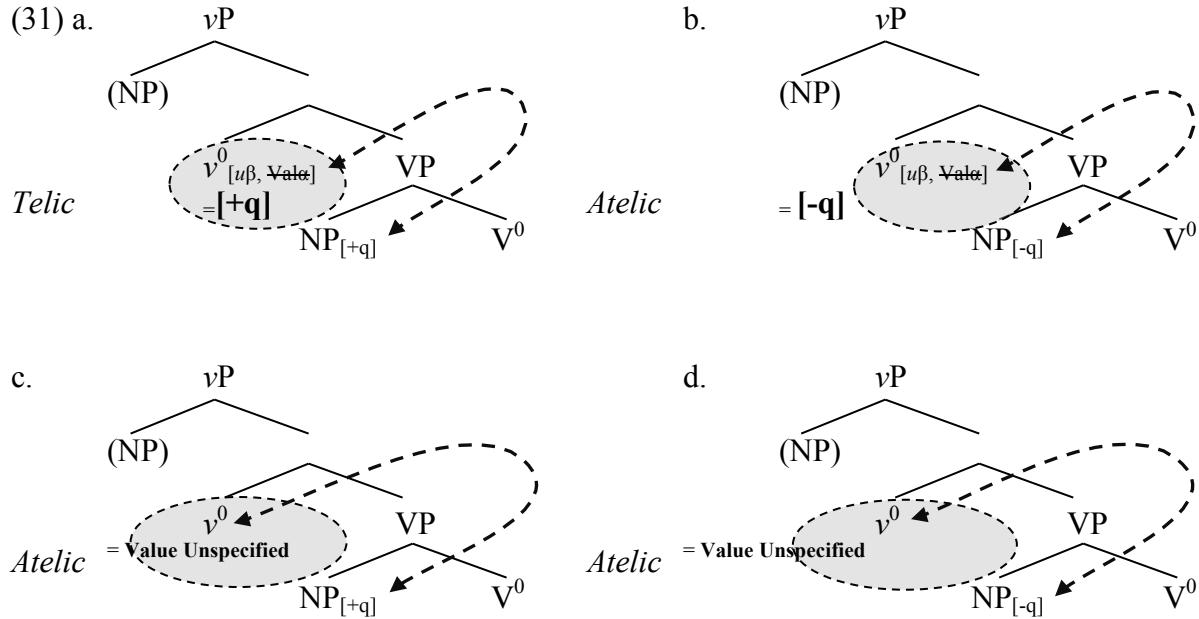 (31) a. vP b. vP
(NP) (NP)
v⁰[uβ, Valα] VP v⁰[uβ, Valα] VP
Telic =[+q] Atelic = [-q]
NP[+q] V⁰ NP[-q] V⁰
c. vP d. vP
(NP) (NP)
v⁰ VP v⁰ VP
Atelic = Value Unspecified Atelic = Value Unspecified
NP[+q] V⁰ NP[-q] V⁰